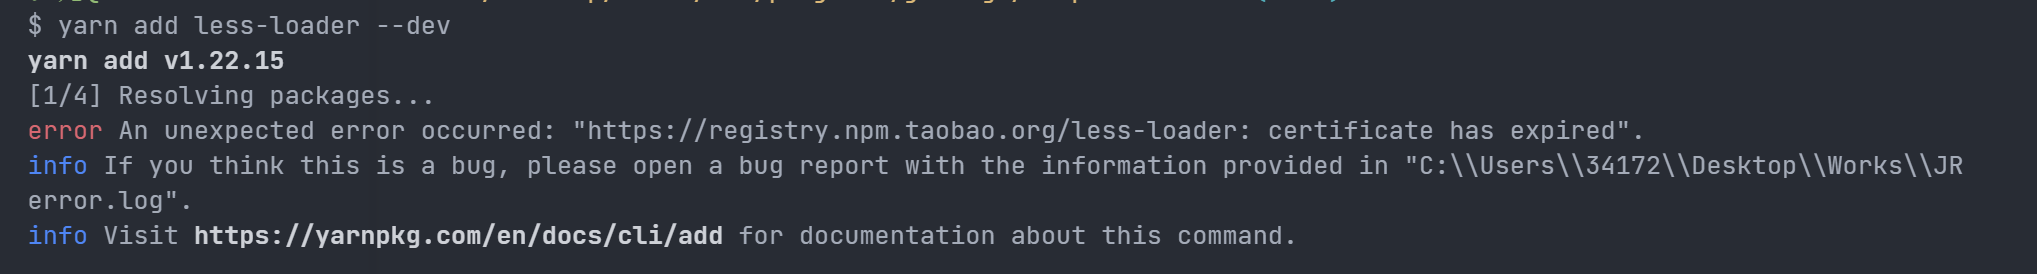 $ yarn add less-loader --dev
yarn add v1.22.15
[1/4] Resolving packages...
error An unexpected error occurred: "https://registry.npm.taobao.org/less-loader: certificate has expired".
info If you think this is a bug, please open a bug report with the information provided in "C:\\Users\\34172\\Desktop\\Works\\JR
error.log".
info Visit https://yarnpkg.com/en/docs/cli/add for documentation about this command.